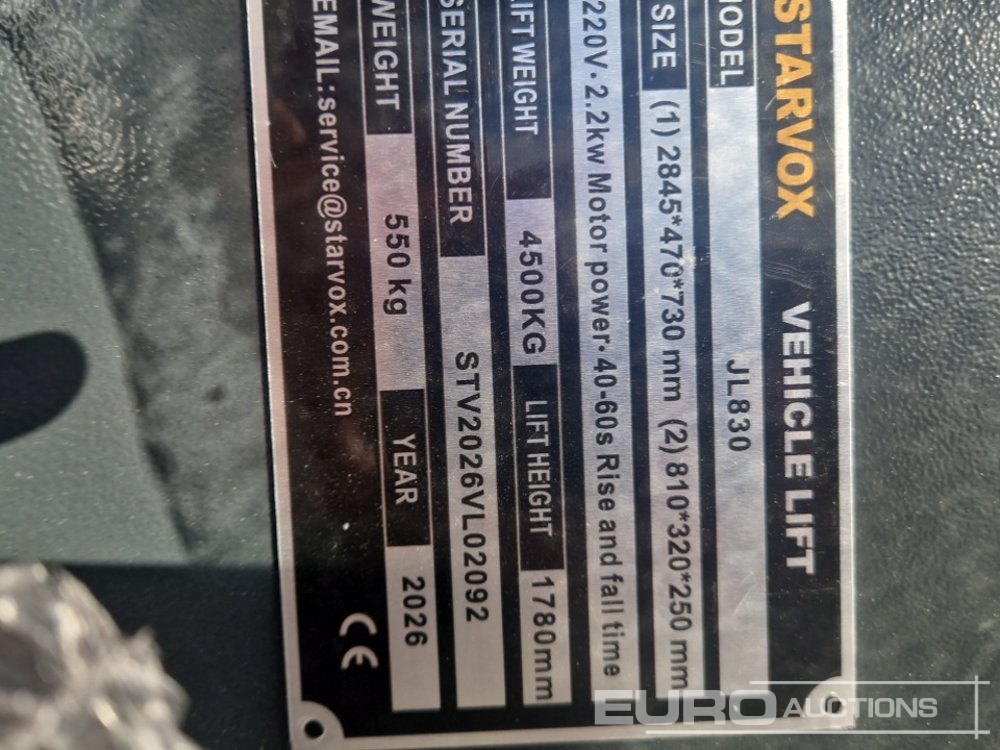 STARVOX VEHICLE LIFT
MODEL JL830
SIZE (1) 2845*470*730 mm (2) 810*320*250 mm
220V·2.2kw Motor power·40-60s Rise and fall time
LIFT WEIGHT 4500KG LIFT HEIGHT 1780mm
SERIAL NUMBER STV2026VL02092
WEIGHT 550 kg YEAR 2026
EMAIL:service@starvox.com.cn CE
EURO AUCTIONS